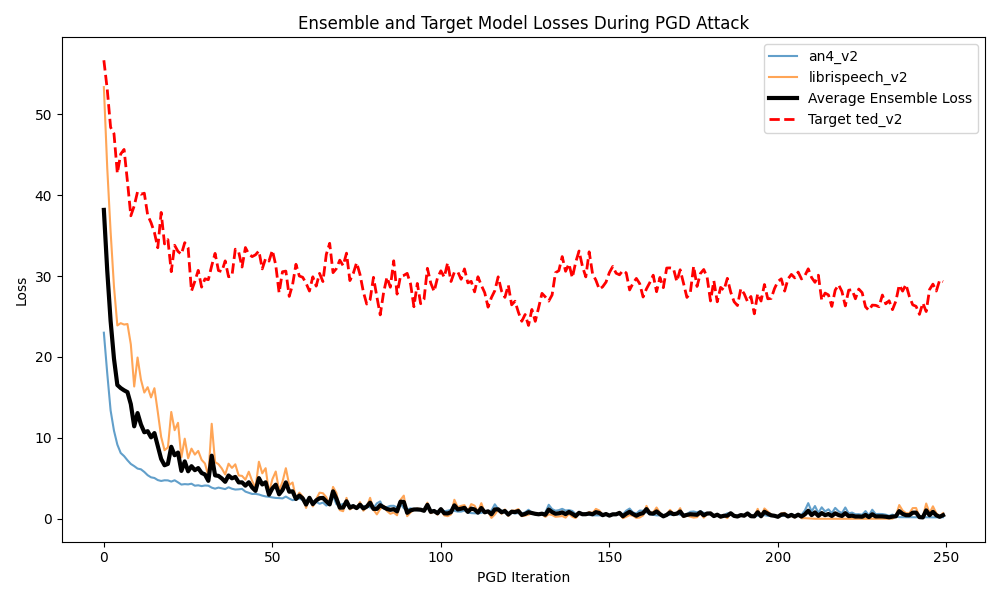 Ensemble and Target Model Losses During PGD Attack
an4_v2
librispeech_v2
Average Ensemble Loss
Target ted_v2
Loss
50
40
30
20
10
0
0 50 100 150 200 250
PGD Iteration